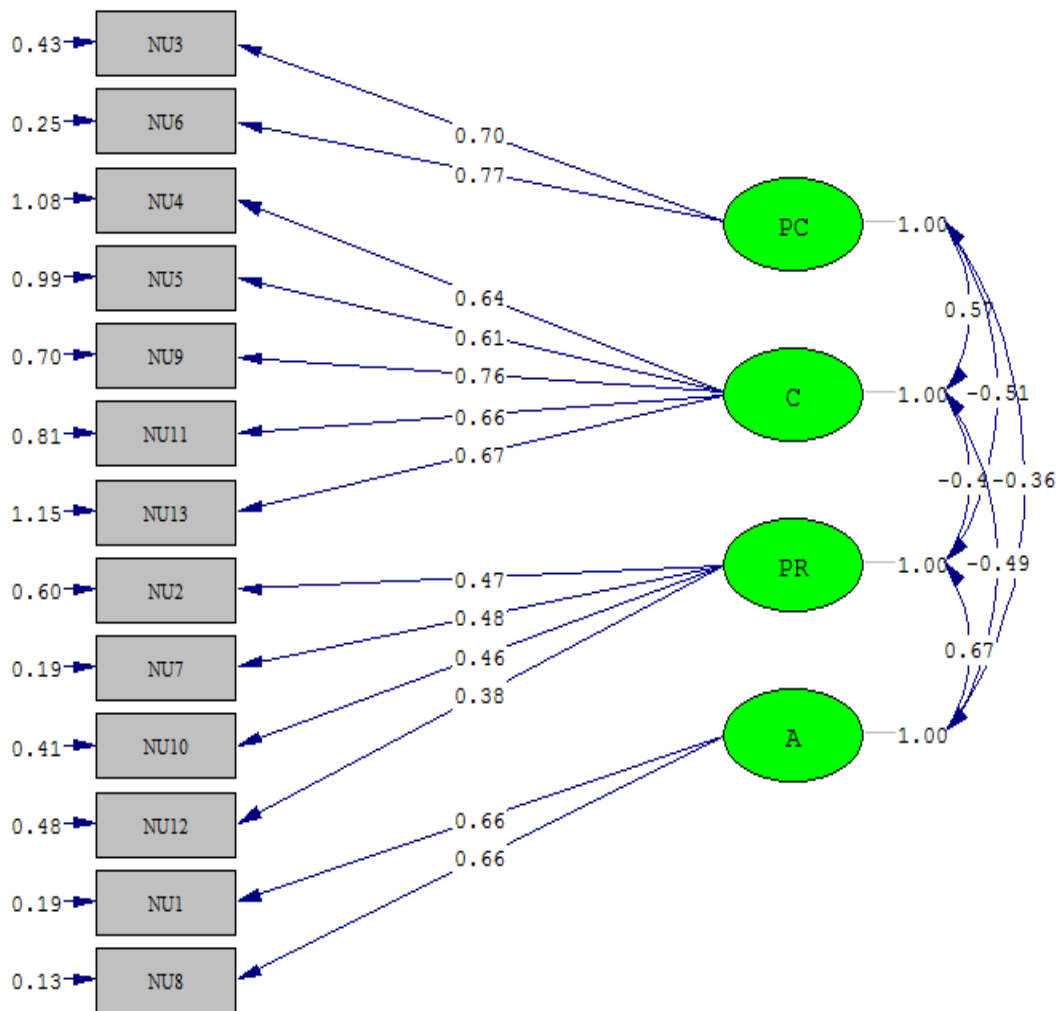 0.43 NU3
0.25 NU6
0.70
0.77
1.08 NU4
PC 1.00
0.99 NU5
0.64
0.57
0.61
0.70 NU9
0.76
C 1.00 -0.51
0.81 NU11
0.66
0.67
-0.4 -0.36
1.15 NU13
0.60 NU2
0.47
PR 1.00 -0.49
0.48
0.19 NU7
0.46
0.67
0.38
0.41 NU10
A 1.00
0.48 NU12
0.66
0.66
0.19 NU1
0.13 NU8